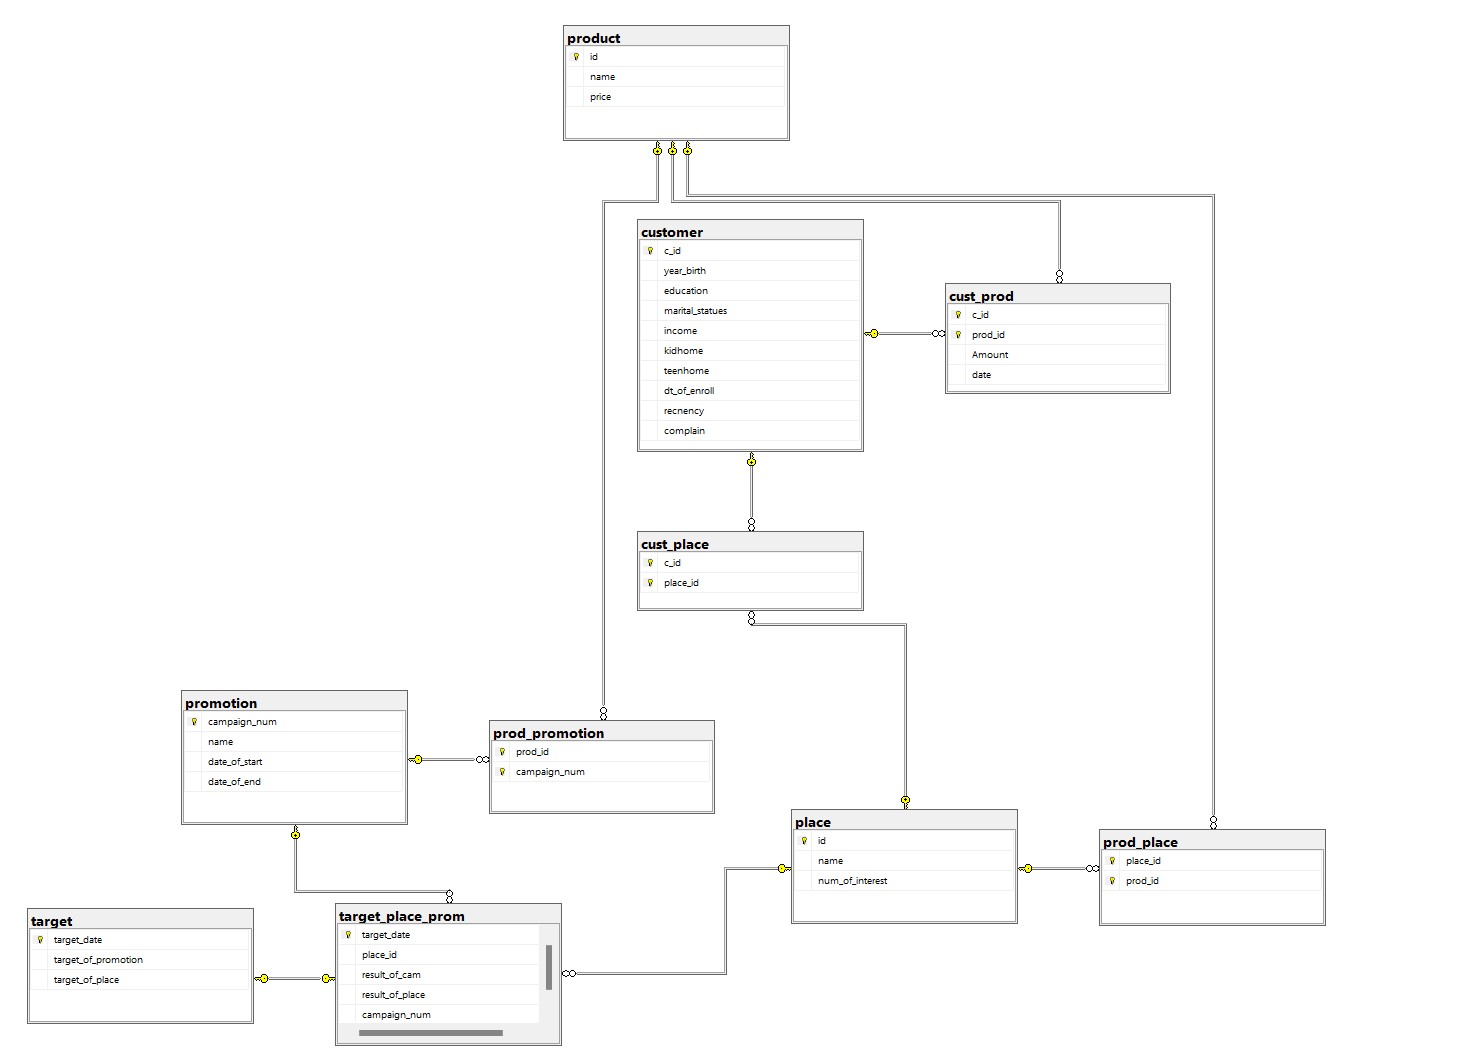 product
id
name
price
customer
c_id
year_birth
education
marital_statues
income
kidhome
teenhome
dt_of_enroll
recnency
complain
cust_prod
c_id
prod_id
Amount
date
cust_place
c_id
place_id
promotion
campaign_num
name
date_of_start
date_of_end
prod_promotion
prod_id
campaign_num
place
id
name
num_of_interest
prod_place
place_id
prod_id
target
target_date
target_of_promotion
target_of_place
target_place_prom
target_date
place_id
result_of_cam
result_of_place
campaign_num